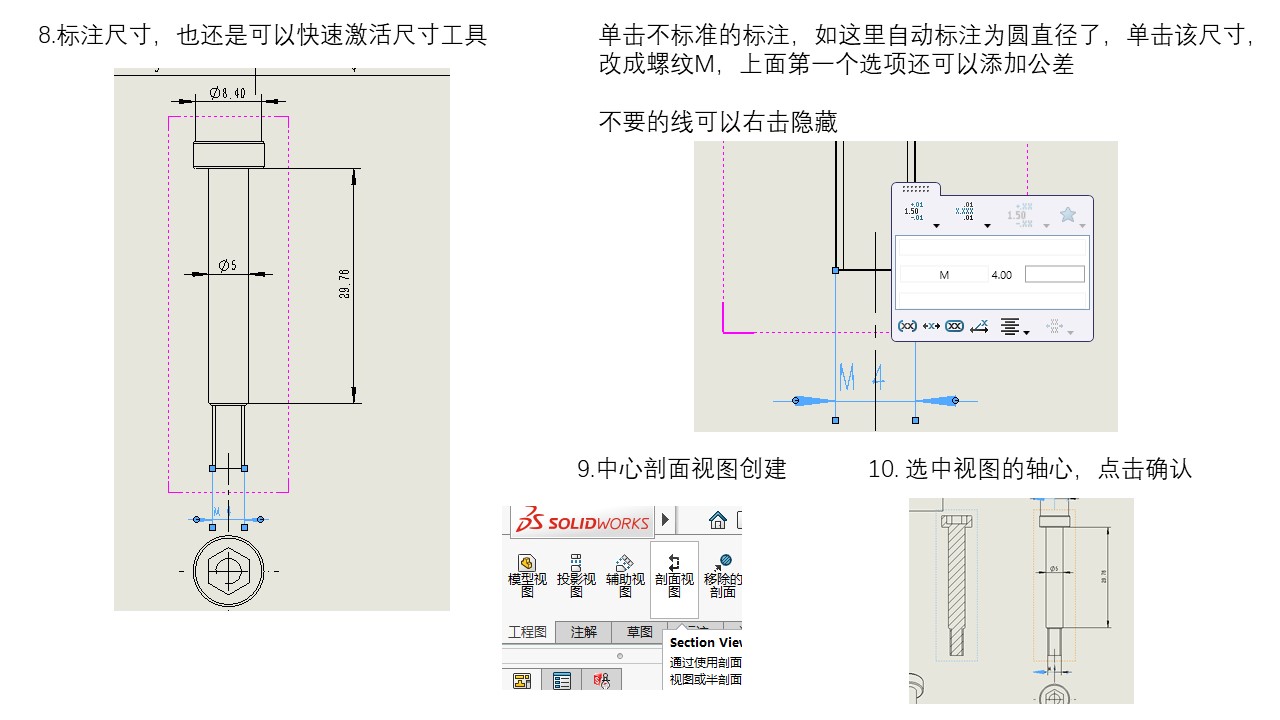 8.标注尺寸，也还是可以快速激活尺寸工具
单击不标准的标注，如这里自动标注为圆直径了，单击该尺寸，
改成螺纹M，上面第一个选项还可以添加公差
不要的线可以右击隐藏
∅8.40
∅5
29.76
M 4
+.01
1.50
-.01
.01
X.XXX
.01
+.XX
1.50
-.XX
M 4.00
(xx) xx
M 4
9.中心剖面视图创建
10. 选中视图的轴心，点击确认
SOLIDWORKS
模型视图
投影视图
辅助视图
剖面视图
移除的剖面
工程图 注解 草图
Section View
通过使用剖面
视图或半剖面
∅5
29.76